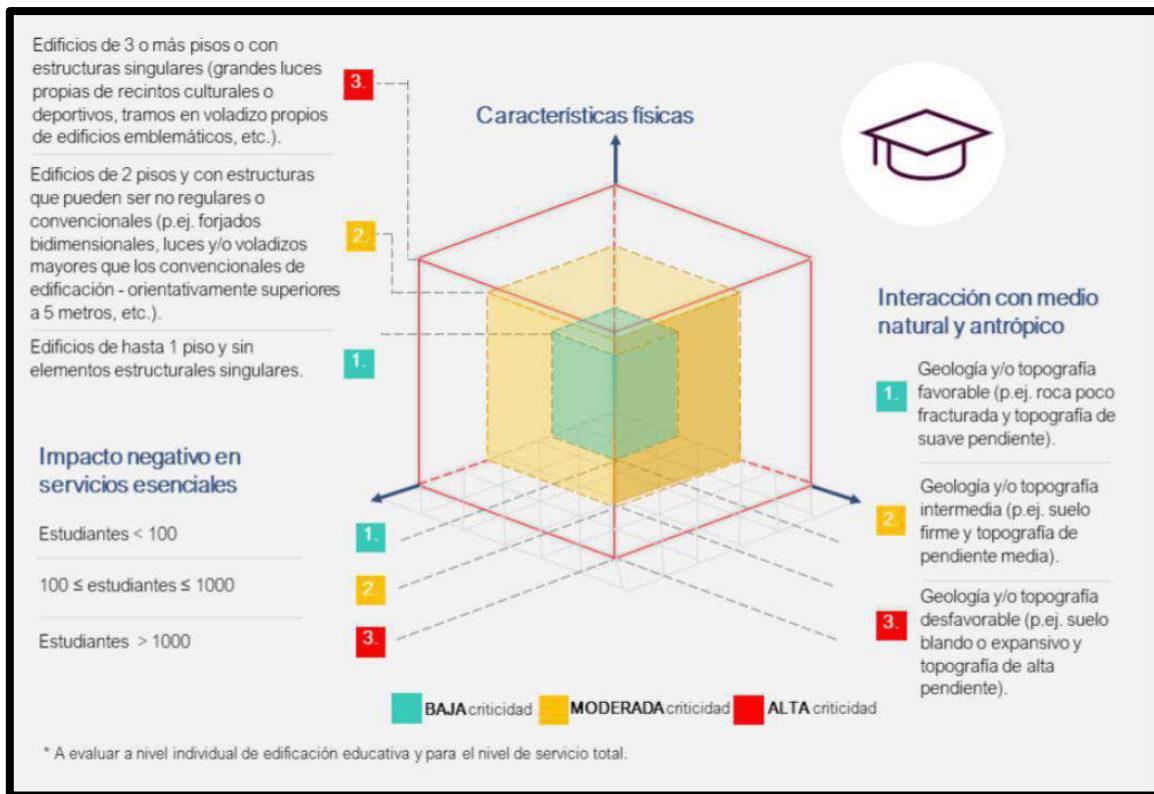 Edificios de 3 o más pisos o con
estructuras singulares (grandes luces
propias de recintos culturales o
deportivos, tramos en voladizo propios
de edificios emblemáticos, etc.).
3.
Edificios de 2 pisos y con estructuras
que pueden ser no regulares o
convencionales (p.ej. forjados
bidimensionales, luces y/o voladizos
mayores que los convencionales de
edificación - orientativamente superiores
a 5 metros, etc.).
2.
Edificios de hasta 1 piso y sin
elementos estructurales singulares.
1.
Características físicas
Impacto negativo en
servicios esenciales
Estudiantes < 100
1.
100 ≤ estudiantes ≤ 1000
2.
Estudiantes > 1000
3.
Interacción con medio
natural y antrópico
1.
Geología y/o topografía
favorable (p.ej. roca poco
fracturada y topografía de
suave pendiente).
2.
Geología y/o topografía
intermedia (p.ej. suelo
firme y topografía de
pendiente media).
3.
Geología y/o topografía
desfavorable (p.ej. suelo
blando o expansivo y
topografía de alta
pendiente).
BAJA criticidad MODERADA criticidad ALTA criticidad
* A evaluar a nivel individual de edificación educativa y para el nivel de servicio total.